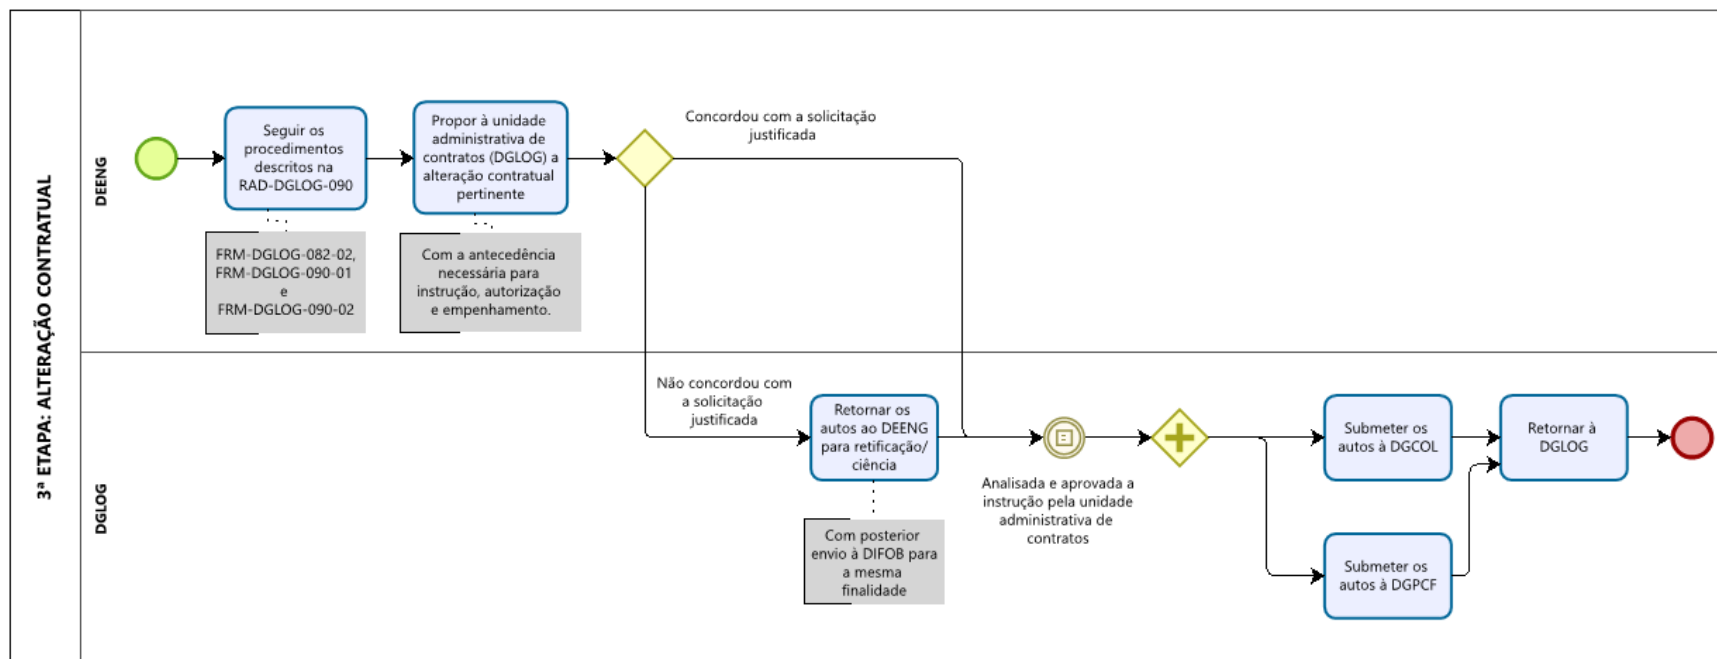 3ª ETAPA: ALTERAÇÃO CONTRATUAL
DEENG
Seguir os
procedimentos
descritos na
RAD-DGLOG-090
FRM-DGLOG-082-02,
FRM-DGLOG-090-01
e
FRM-DGLOG-090-02
Propor à unidade
administrativa de
contratos (DGLOG) a
alteração contratual
pertinente
Com a antecedência
necessária para
instrução, autorização
e empenhamento.
Concordou com a solicitação
justificada
DGLOG
Não concordou com
a solicitação
justificada
Retornar os
autos ao DEENG
para retificação/
ciência
Com posterior
envio à DIFOB para
a mesma
finalidade
Analisada e aprovada a
instrução pela unidade
administrativa de
contratos
Submeter os
autos à DGCOL
Submeter os
autos à DGPCF
Retornar à
DGLOG